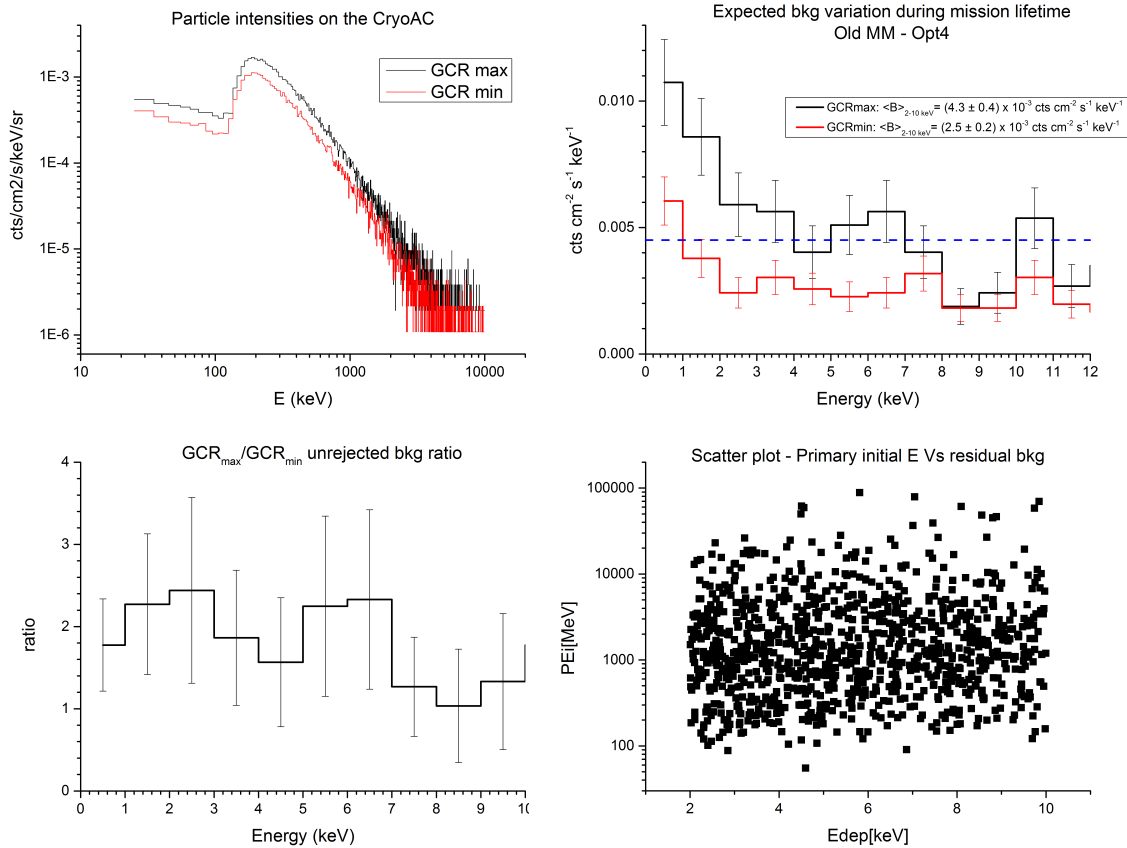 Particle intensities on the CryoAC
cts/cm2/s/keV/sr
1E-3
1E-4
1E-5
1E-6
GCR max
GCR min
10 100 1000 10000
E (keV)
Expected bkg variation during mission lifetime
Old MM - Opt4
cts cm⁻² s⁻¹ keV⁻¹
0.010
0.005
0.000
GCRmax: <B>₂₋₁₀ keV = (4.3 ± 0.4) x 10⁻³ cts cm⁻² s⁻¹ keV⁻¹
GCRmin: <B>₂₋₁₀ keV = (2.5 ± 0.2) x 10⁻³ cts cm⁻² s⁻¹ keV⁻¹
0 1 2 3 4 5 6 7 8 9 10 11 12
Energy (keV)
GCRmax/GCRmin unrejected bkg ratio
ratio
4
3
2
1
0
0 1 2 3 4 5 6 7 8 9 10
Energy (keV)
Scatter plot - Primary initial E Vs residual bkg
PEi[MeV]
100000
10000
1000
100
2 4 6 8 10
Edep[keV]